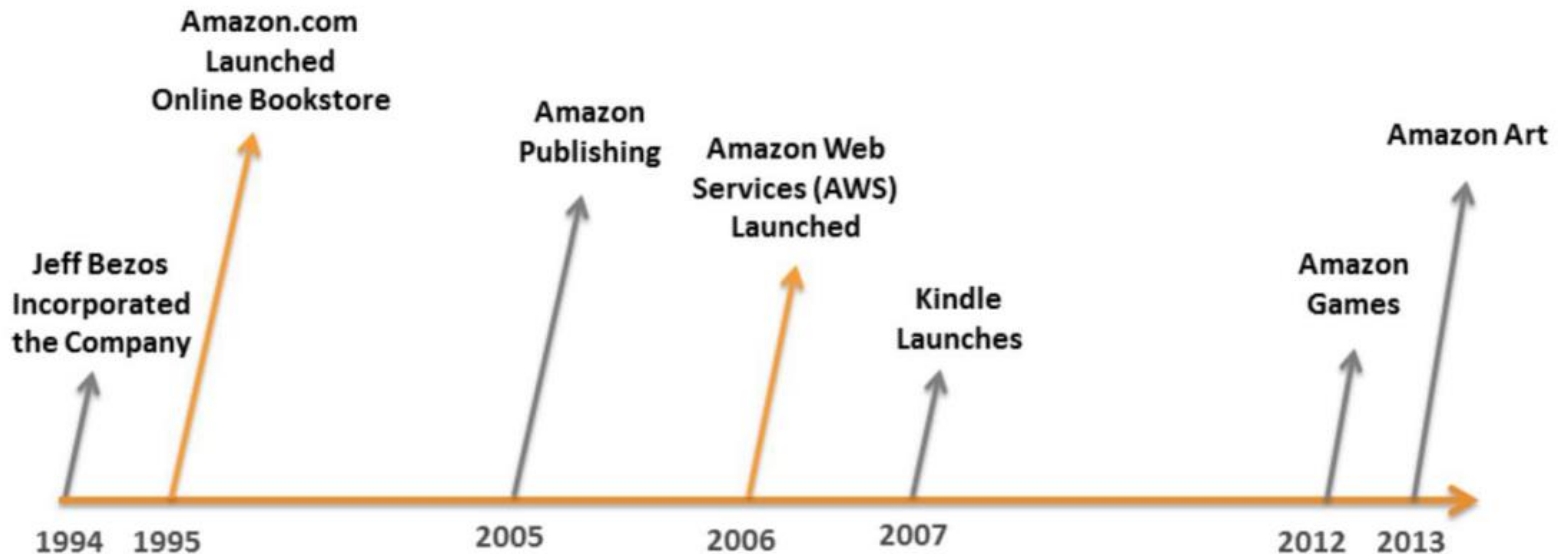 Amazon.com
Launched
Online Bookstore
Jeff Bezos
Incorporated
the Company
Amazon
Publishing
Amazon Web
Services (AWS)
Launched
Kindle
Launches
Amazon
Games
Amazon Art
1994
1995
2005
2006
2007
2012
2013